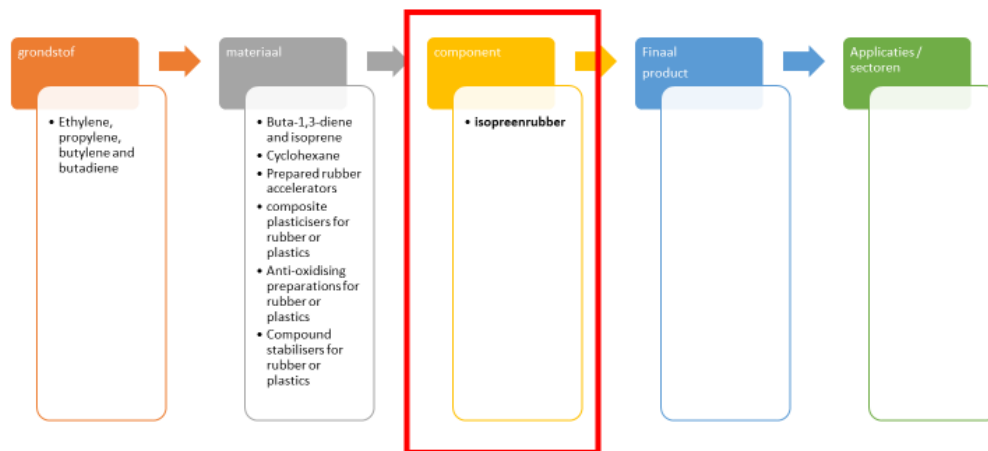 grondstof
• Ethylene,
propylene,
butylene and
butadiene
materiaal
• Buta-1,3-diene
and isoprene
• Cyclohexane
• Prepared rubber
accelerators
• composite
plasticisers for
rubber or
plastics
• Anti-oxidising
preparations for
rubber or
plastics
• Compound
stabilisers for
rubber or
plastics
component
• isopreenrubber
Finaal
product
Applicaties /
sectoren